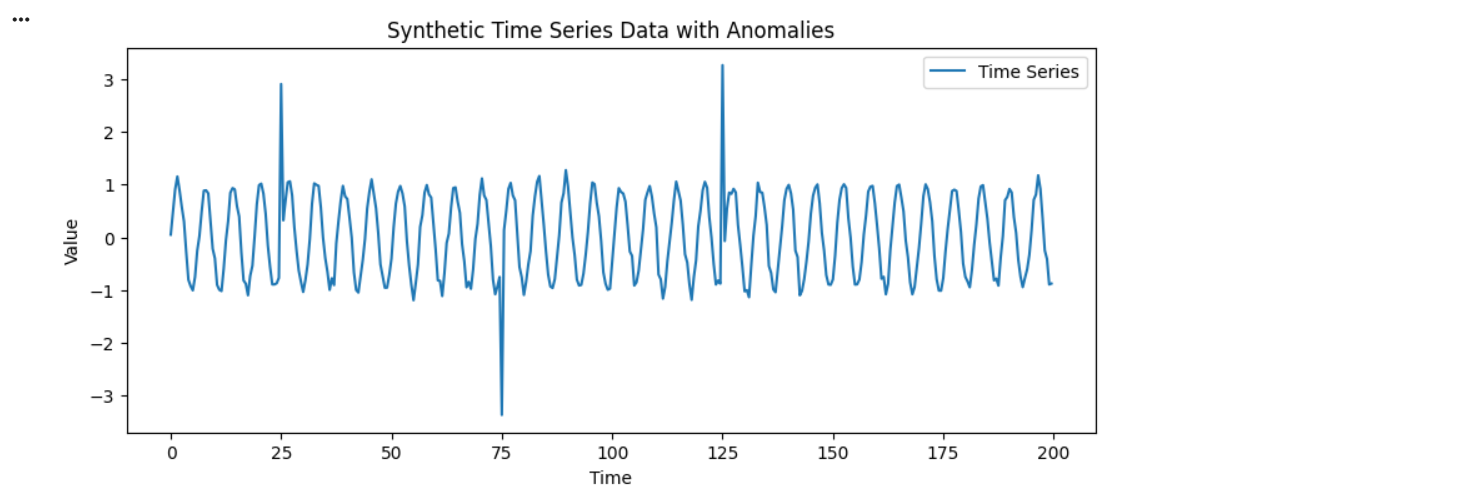 ...
Synthetic Time Series Data with Anomalies
Time Series
3
2
1
0
−1
−2
−3
Value
0 25 50 75 100 125 150 175 200
Time